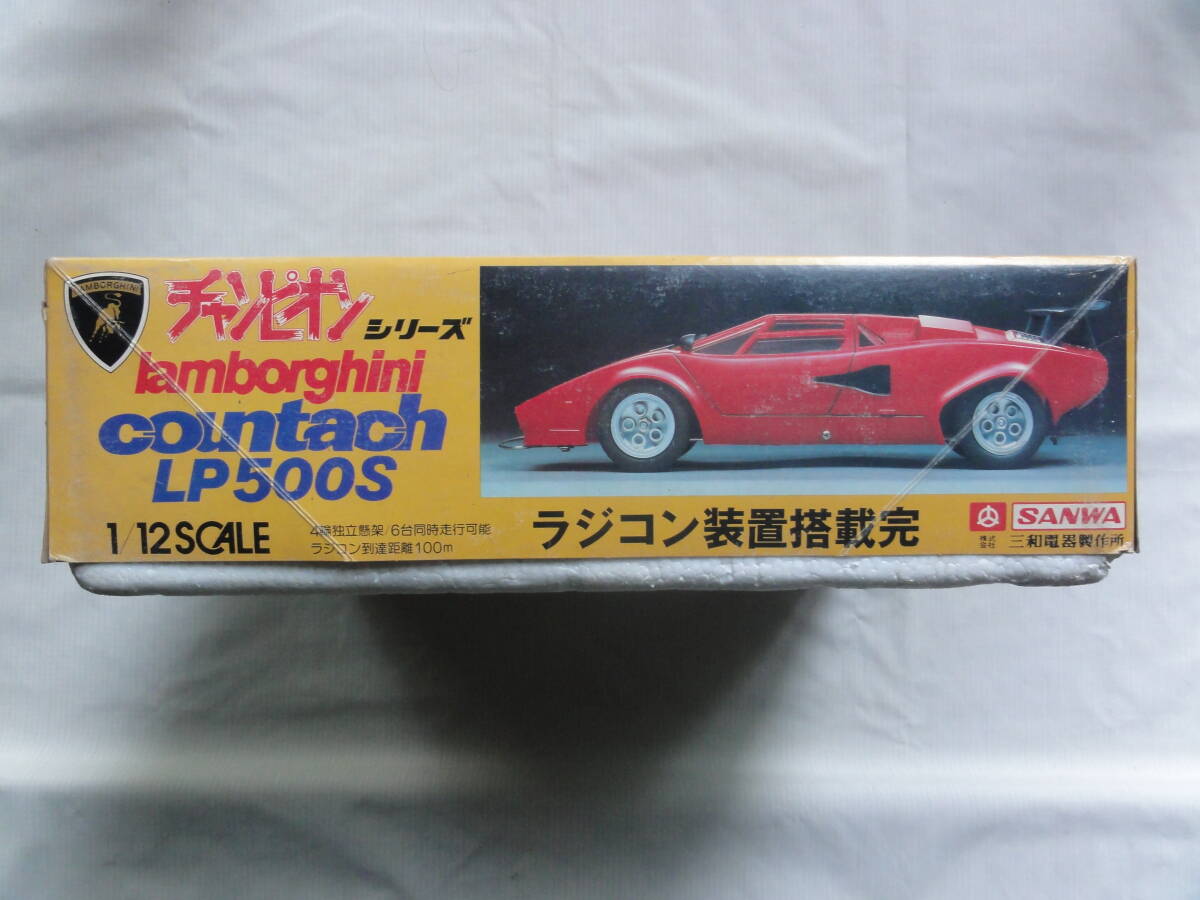 LAMBORGHINI
チャンピオン
シリーズ
lamborghini
countach
LP500S
1/12 SCALE
4輪独立懸架/6台同時走行可能
ラジコン到達距離100m
ラジコン装置搭載完
SANWA
株式会社 三和電器製作所